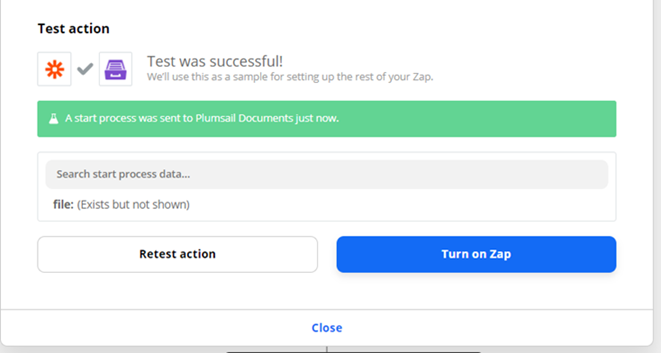 Test action
Test was successful!
We'll use this as a sample for setting up the rest of your Zap.
A start process was sent to Plumsail Documents just now.
Search start process data...
file: (Exists but not shown)
Retest action
Turn on Zap
Close